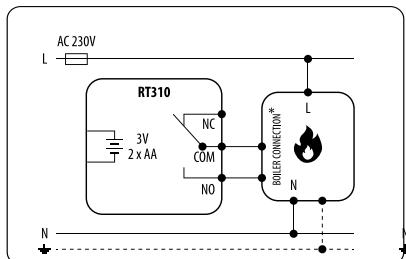 AC 230V
L
RT310
NC
3V
2 x AA
COM
NO
L
BOILER CONNECTION*
N
N